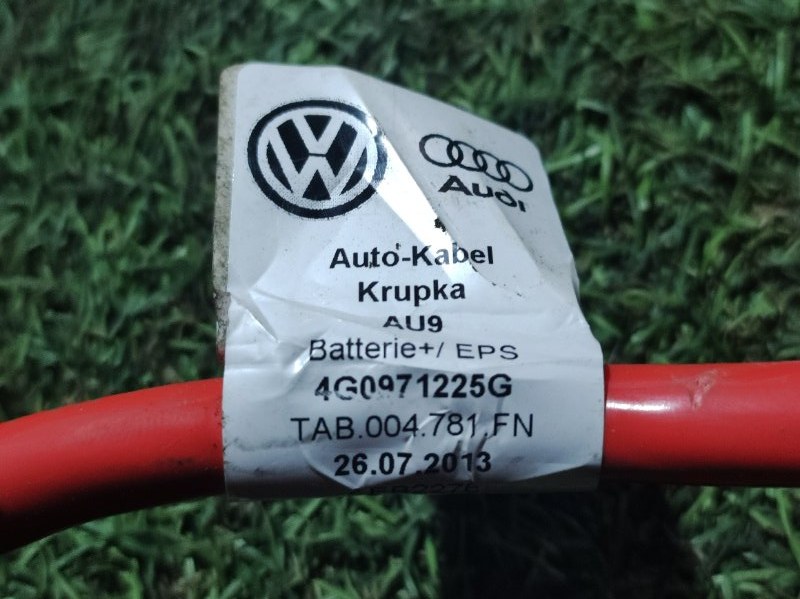 VW
Audi
Auto-Kabel
Krupka
AU9
Batterie+/ EPS
4G0971225G
TAB.004.781.FN
26.07.2013